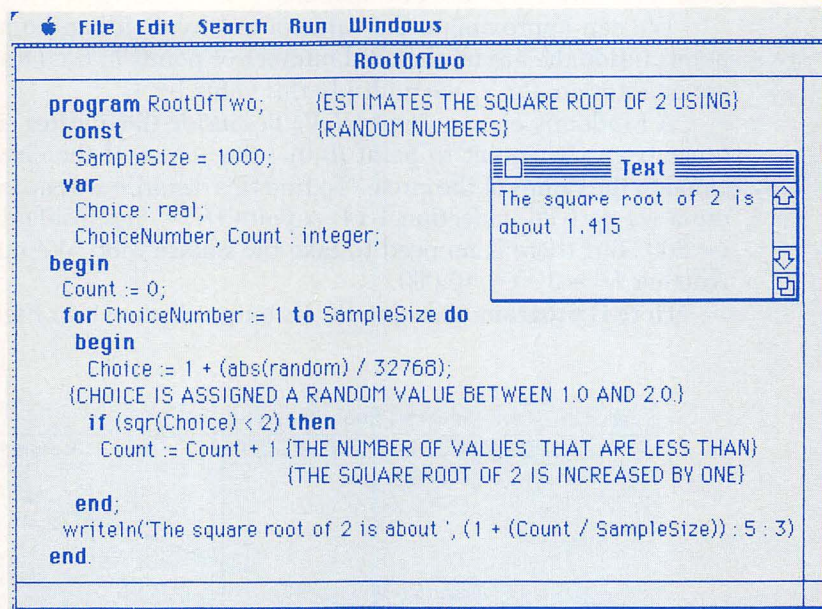 File Edit Search Run Windows
RootOfTwo
program RootOfTwo; {ESTIMATES THE SQUARE ROOT OF 2 USING}
const {RANDOM NUMBERS}
SampleSize = 1000;
var
Choice : real;
ChoiceNumber, Count : integer;
begin
Count := 0;
for ChoiceNumber := 1 to SampleSize do
begin
Choice := 1 + (abs(random) / 32768);
{CHOICE IS ASSIGNED A RANDOM VALUE BETWEEN 1.0 AND 2.0.}
if (sqr(Choice) < 2) then
Count := Count + 1 {THE NUMBER OF VALUES THAT ARE LESS THAN}
{THE SQUARE ROOT OF 2 IS INCREASED BY ONE}
end;
writeln('The square root of 2 is about ', (1 + (Count / SampleSize)) : 5 : 3)
end.
Text
The square root of 2 is
about 1.415